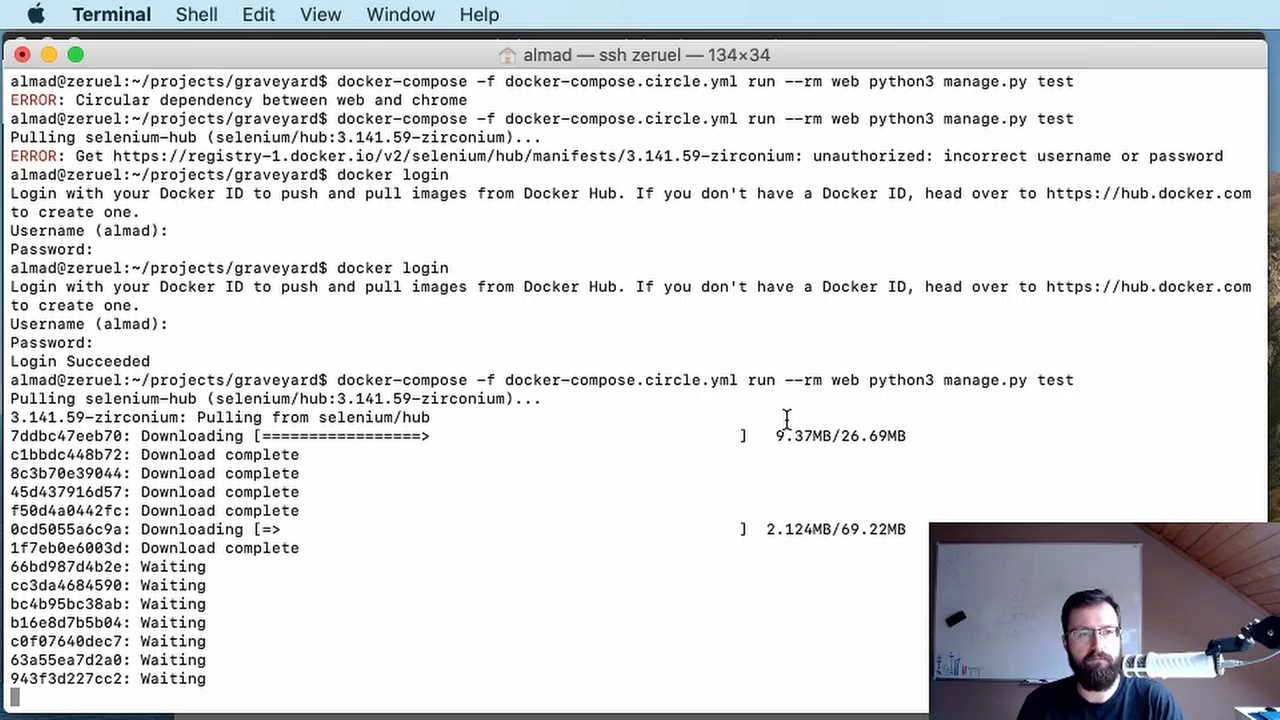 Terminal Shell Edit View Window Help
almad — ssh zeruel — 134×34
almad@zeruel:~/projects/graveyard$ docker-compose -f docker-compose.circle.yml run --rm web python3 manage.py test
ERROR: Circular dependency between web and chrome
almad@zeruel:~/projects/graveyard$ docker-compose -f docker-compose.circle.yml run --rm web python3 manage.py test
Pulling selenium-hub (selenium/hub:3.141.59-zirconium)...
ERROR: Get https://registry-1.docker.io/v2/selenium/hub/manifests/3.141.59-zirconium: unauthorized: incorrect username or password
almad@zeruel:~/projects/graveyard$ docker login
Login with your Docker ID to push and pull images from Docker Hub. If you don't have a Docker ID, head over to https://hub.docker.com
to create one.
Username (almad):
Password:
almad@zeruel:~/projects/graveyard$ docker login
Login with your Docker ID to push and pull images from Docker Hub. If you don't have a Docker ID, head over to https://hub.docker.com
to create one.
Username (almad):
Password:
Login Succeeded
almad@zeruel:~/projects/graveyard$ docker-compose -f docker-compose.circle.yml run --rm web python3 manage.py test
Pulling selenium-hub (selenium/hub:3.141.59-zirconium)...
3.141.59-zirconium: Pulling from selenium/hub
7ddbc47eeb70: Downloading [=================> ] 9.37MB/26.69MB
c1bbdc448b72: Download complete
8c3b70e39044: Download complete
45d437916d57: Download complete
f50d4a0442fc: Download complete
0cd5055a6c9a: Downloading [=> ] 2.124MB/69.22MB
1f7eb0e6003d: Download complete
66bd987d4b2e: Waiting
cc3da4684590: Waiting
bc4b95bc38ab: Waiting
b16e8d7b5b04: Waiting
c0f07640dec7: Waiting
63a55ea7d2a0: Waiting
943f3d227cc2: Waiting